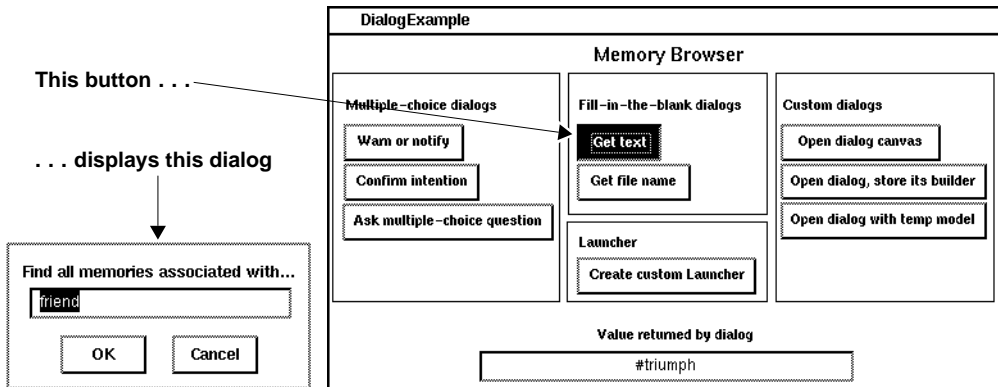 This button . . .
. . . displays this dialog
Find all memories associated with...
friend
OK
Cancel
DialogExample
Memory Browser
Multiple-choice dialogs
Warn or notify
Confirm intention
Ask multiple-choice question
Fill-in-the-blank dialogs
Get text
Get file name
Launcher
Create custom Launcher
Custom dialogs
Open dialog canvas
Open dialog, store its builder
Open dialog with temp model
Value returned by dialog
#triumph